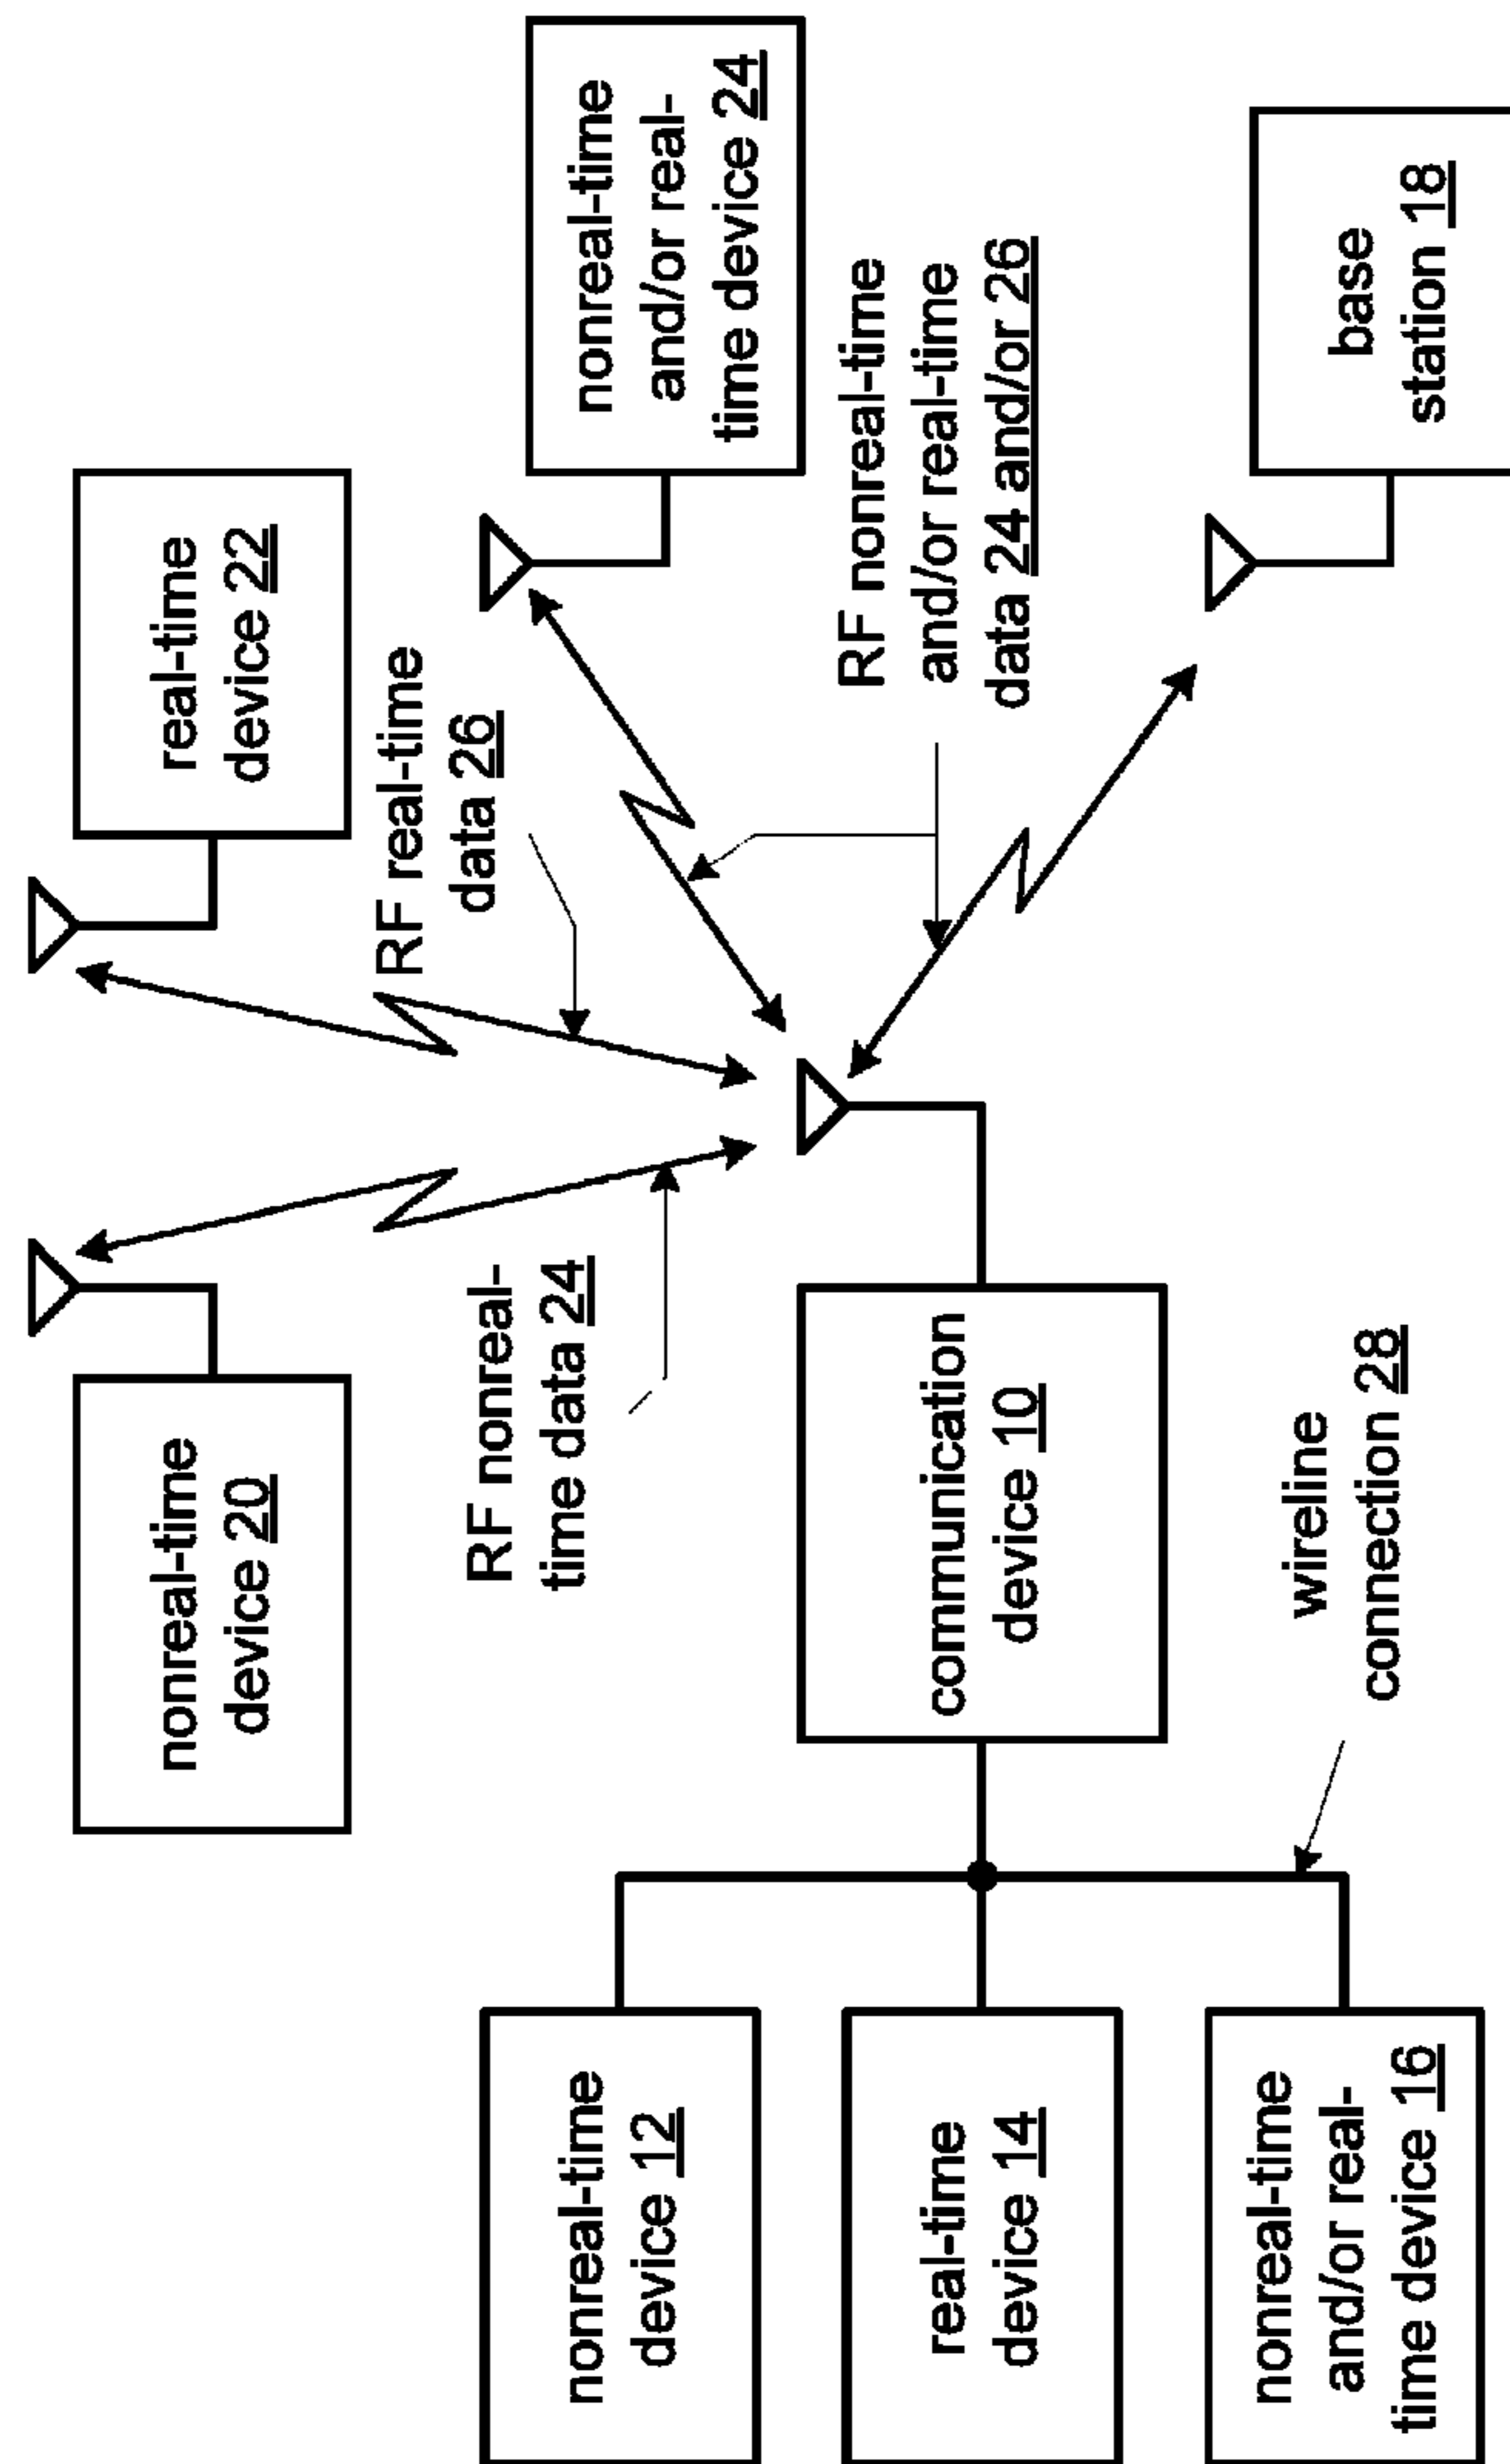 nonreal-time
device 20
real-time
device 22
RF nonreal-
time data 24
RF real-time
data 26
nonreal-time
and/or real-
time device 24
nonreal-time
device 12
communication
device 10
RF nonreal-time
and/or real-time
data 24 and/or 26
real-time
device 14
wireline
connection 28
nonreal-time
and/or real-
time device 16
base
station 18